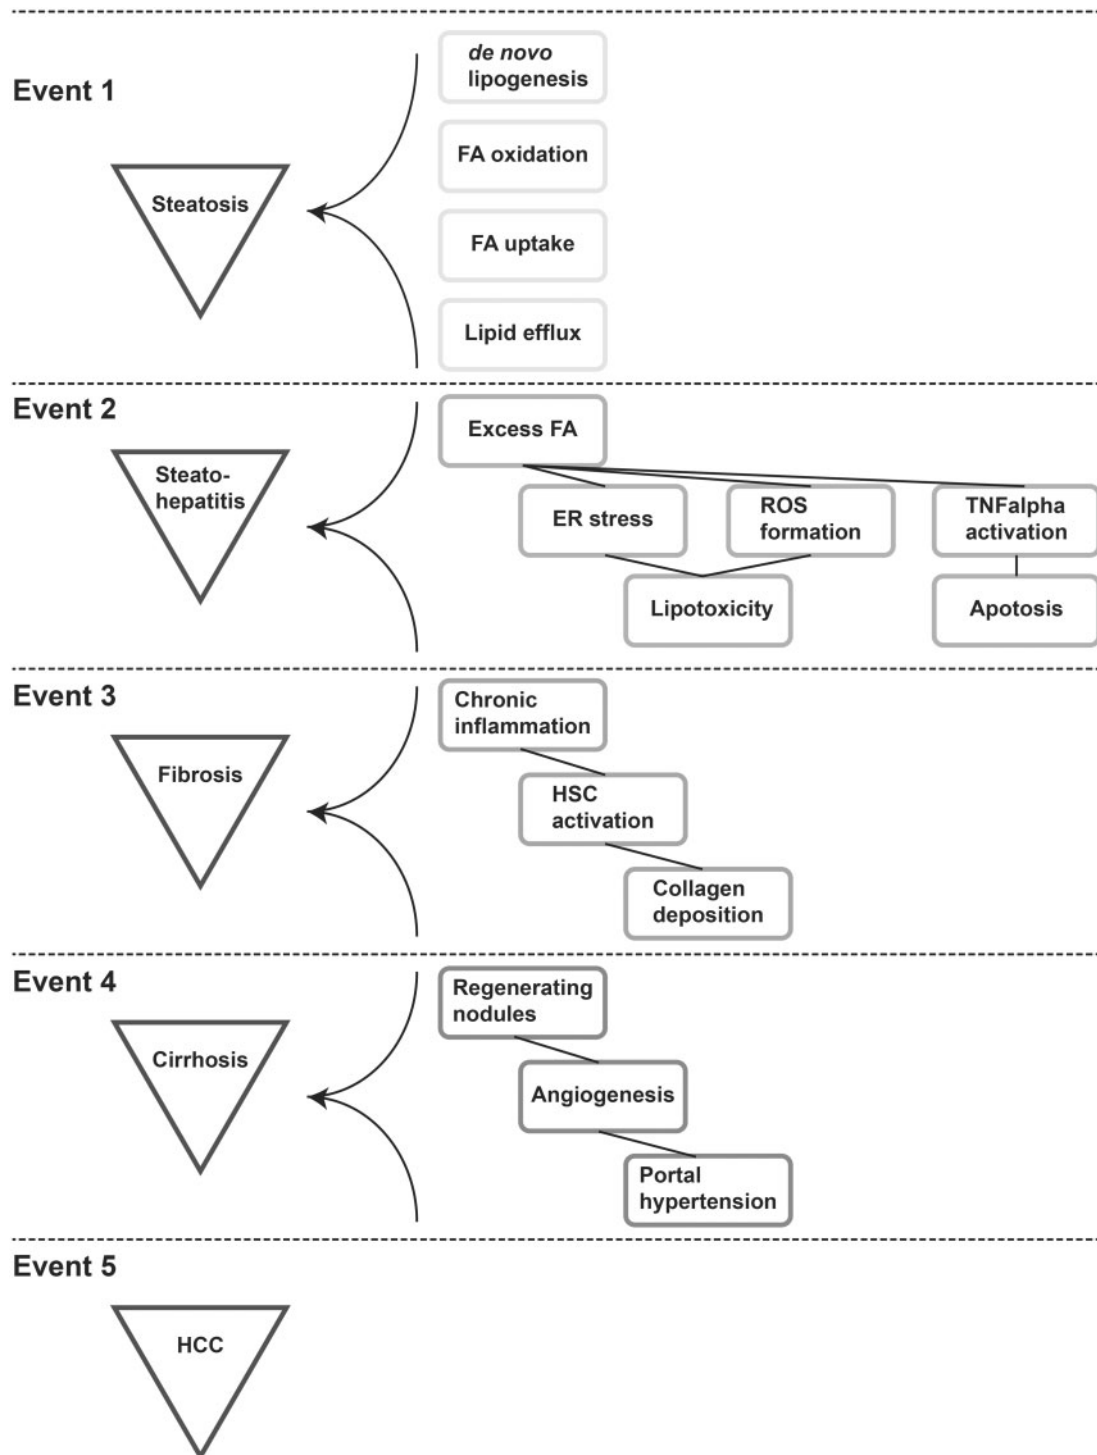 Event 1
Steatosis
de novo
lipogenesis
FA oxidation
FA uptake
Lipid efflux
Event 2
Steato-
hepatitis
Excess FA
ER stress
ROS
formation
TNFalpha
activation
Lipotoxicity
Apotosis
Event 3
Fibrosis
Chronic
inflammation
HSC
activation
Collagen
deposition
Event 4
Cirrhosis
Regenerating
nodules
Angiogenesis
Portal
hypertension
Event 5
HCC